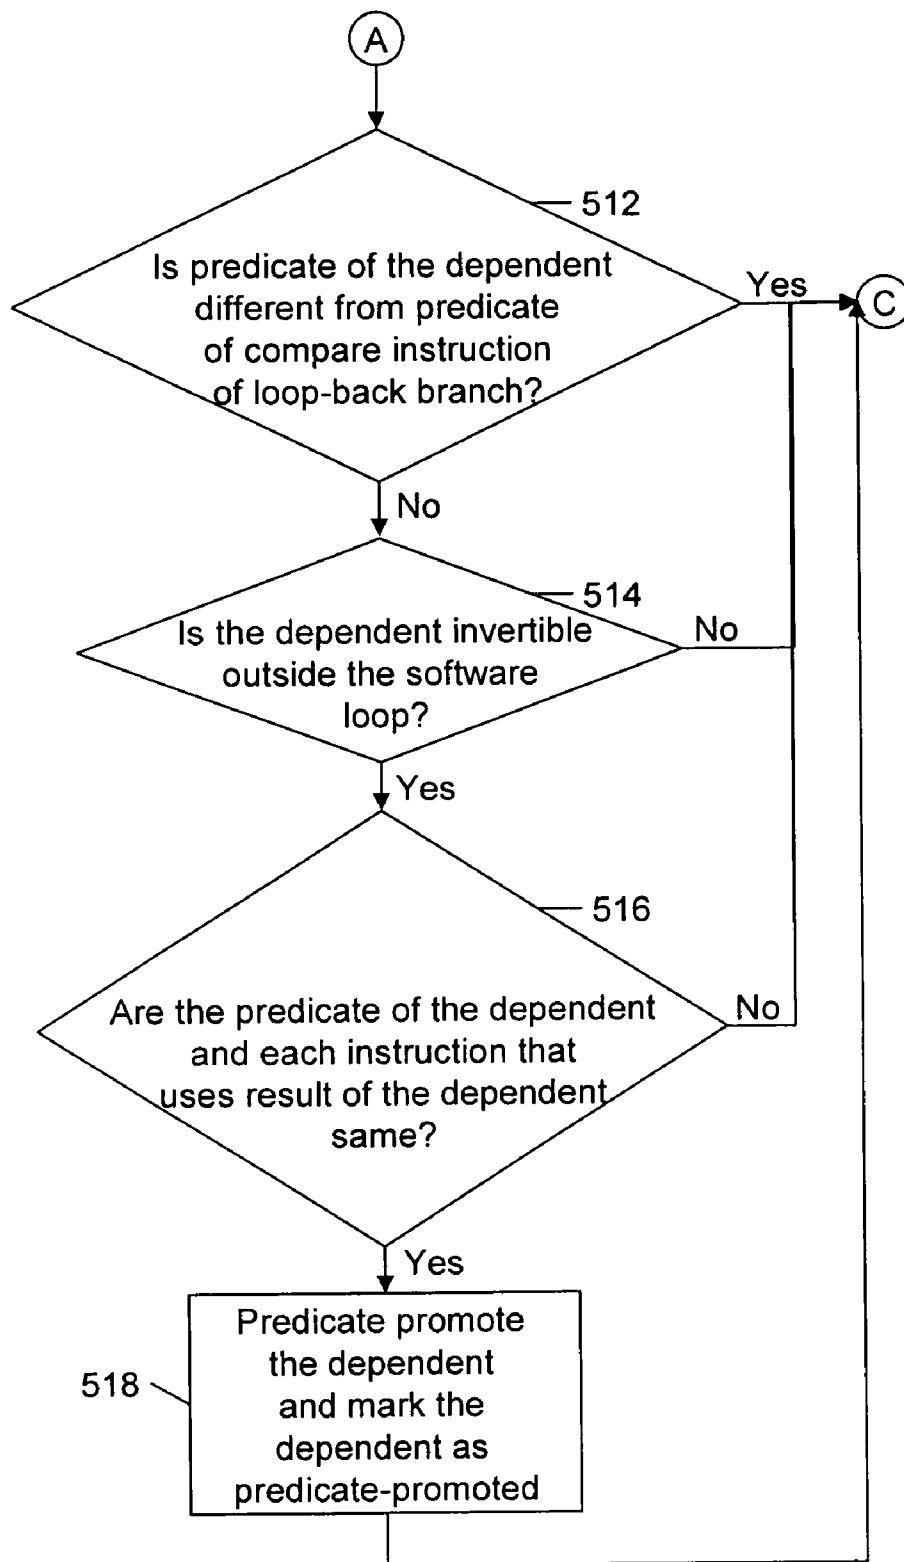 A
512
Is predicate of the dependent
different from predicate
of compare instruction
of loop-back branch?
Yes
C
No
514
Is the dependent invertible
outside the software
loop?
No
Yes
516
Are the predicate of the dependent
and each instruction that
uses result of the dependent
same?
No
Yes
518
Predicate promote
the dependent
and mark the
dependent as
predicate-promoted